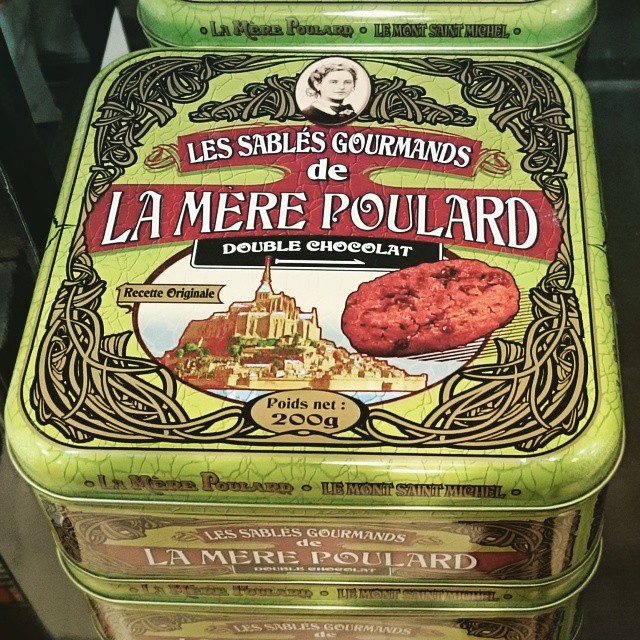 La Mère Poulard • Le Mont Saint Michel •
LES SABLÉS GOURMANDS
de
LA MÈRE POULARD
DOUBLE CHOCOLAT
Recette Originale
Poids net :
200g
• La Mère Poulard • Le Mont Saint Michel •
LES SABLÉS GOURMANDS
de
LA MÈRE POULARD
DOUBLE CHOCOLAT
La Mère Poulard • Le Mont Saint Michel
LES SABLÉS GOURMANDS
de